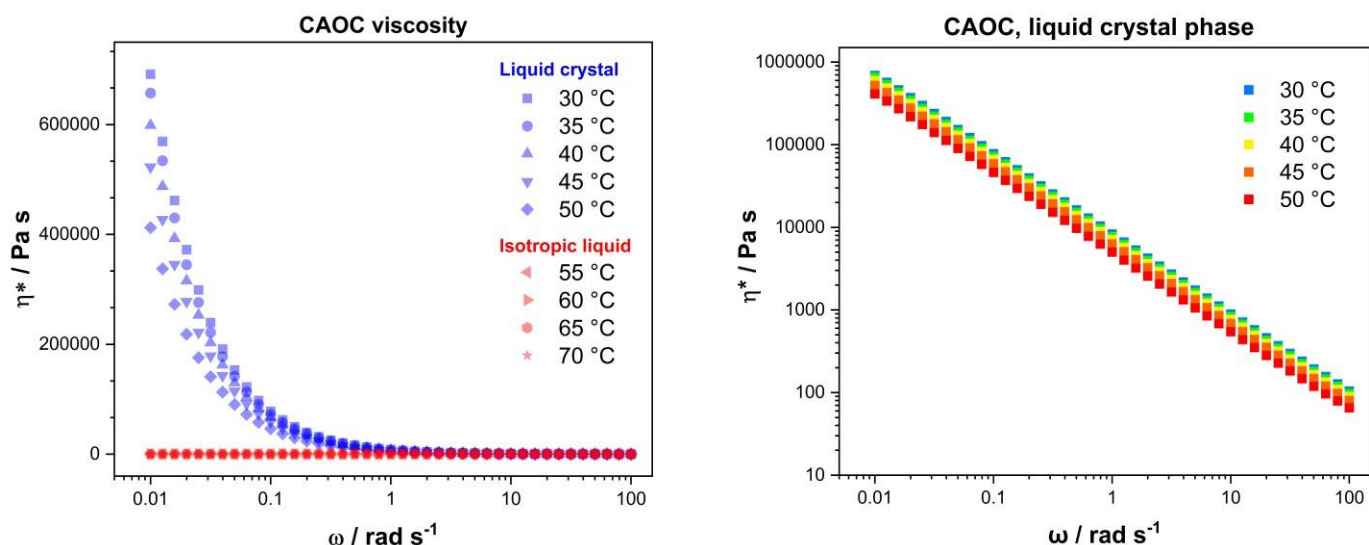 CAOC viscosity
Liquid crystal
30 °C
35 °C
40 °C
45 °C
50 °C
Isotropic liquid
55 °C
60 °C
65 °C
70 °C
600000
400000
200000
0
η* / Pa s
0.01 0.1 1 10 100
ω / rad s⁻¹
CAOC, liquid crystal phase
30 °C
35 °C
40 °C
45 °C
50 °C
1000000
100000
10000
1000
100
10
η* / Pa s
0.01 0.1 1 10 100
ω / rad s⁻¹